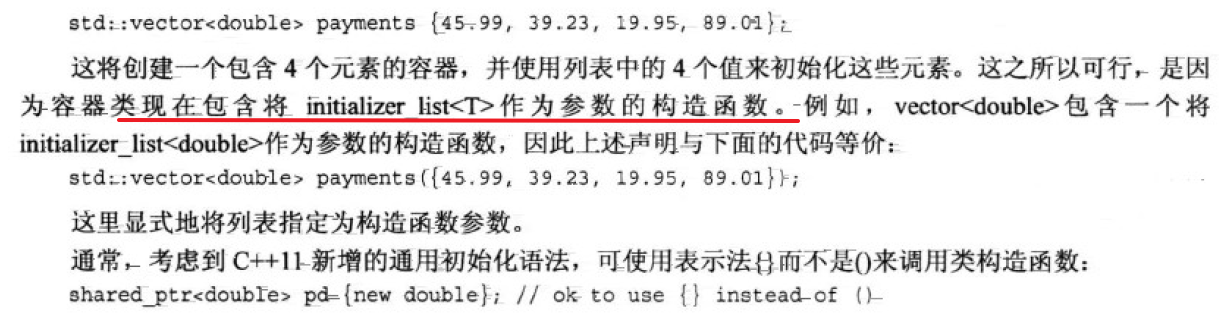 std::vector<double> payments {45.99, 39.23, 19.95, 89.01};
这将创建一个包含 4 个元素的容器，并使用列表中的 4 个值来初始化这些元素。这之所以可行，是因
为容器类现在包含将 initializer_list<T>作为参数的构造函数。例如，vector<double>包含一个将
initializer_list<double>作为参数的构造函数，因此上述声明与下面的代码等价：
std::vector<double> payments({45.99, 39.23, 19.95, 89.01});
这里显式地将列表指定为构造函数参数。
通常，考虑到 C++11 新增的通用初始化语法，可使用表示法{}而不是()来调用类构造函数：
shared_ptr<double> pd {new double}; // ok to use {} instead of ()